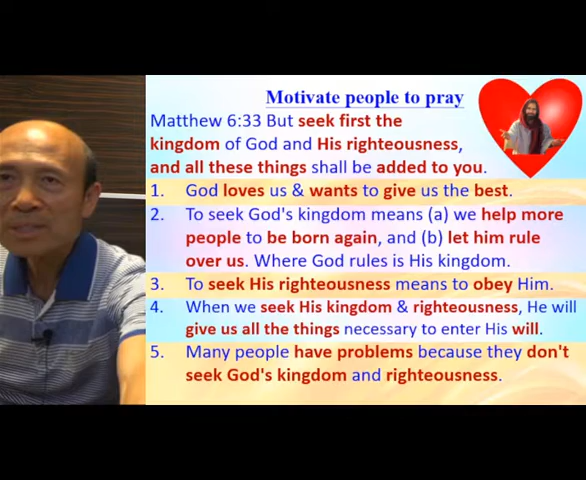 Motivate people to pray
Matthew 6:33 But seek first the
kingdom of God and His righteousness,
and all these things shall be added to you.
1. God loves us & wants to give us the best.
2. To seek God's kingdom means (a) we help more
people to be born again, and (b) let him rule
over us. Where God rules is His kingdom.
3. To seek His righteousness means to obey Him.
4. When we seek His kingdom & righteousness, He will
give us all the things necessary to enter His will.
5. Many people have problems because they don't
seek God's kingdom and righteousness.